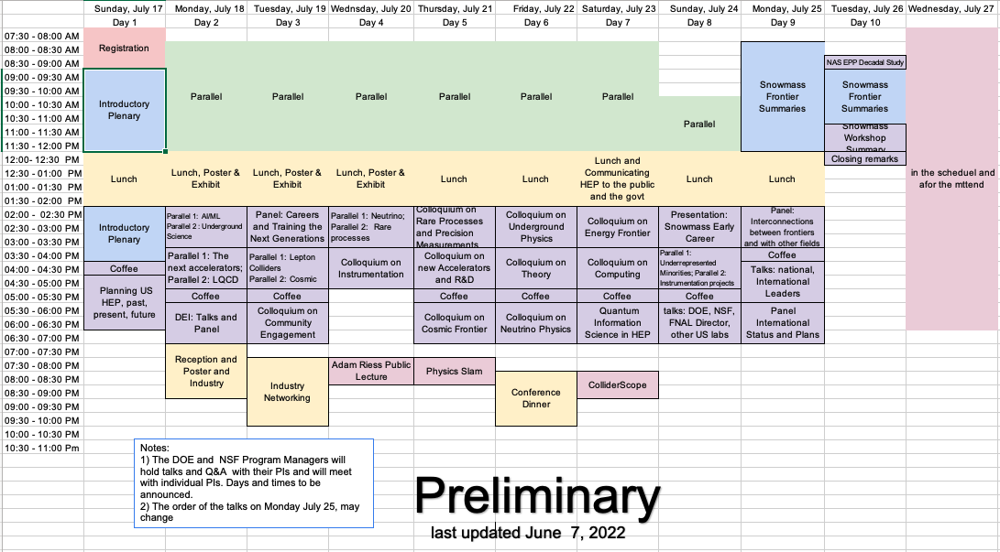 Sunday, July 17 Monday, July 18 Tuesday, July 19 Wednesday, July 20 Thursday, July 21 Friday, July 22 Saturday, July 23 Sunday, July 24 Monday, July 25 Tuesday, July 26 Wednesday, July 27
Day 1 Day 2 Day 3 Day 4 Day 5 Day 6 Day 7 Day 8 Day 9 Day 10
07:30 - 08:00 AM
08:00 - 08:30 AM
08:30 - 09:00 AM
09:00 - 09:30 AM
09:30 - 10:00 AM
10:00 - 10:30 AM
10:30 - 11:00 AM
11:00 - 11:30 AM
11:30 - 12:00 PM
12:00- 12:30 PM
12:30 - 01:00 PM
01:00 - 01:30 PM
01:30 - 02:00 PM
02:00 - 02:30 PM
02:30 - 03:00 PM
03:00 - 03:30 PM
03:30 - 04:00 PM
04:00 - 04:30 PM
04:30 - 05:00 PM
05:00 - 05:30 PM
05:30 - 06:00 PM
06:00 - 06:30 PM
06:30 - 07:00 PM
07:00 - 07:30 PM
07:30 - 08:00 PM
08:00 - 08:30 PM
08:30 - 09:00 PM
09:00 - 09:30 PM
09:30 - 10:00 PM
10:00 - 10:30 PM
10:30 - 11:00 Pm
Registration
Introductory
Plenary
Lunch
Introductory
Plenary
Coffee
Planning US
HEP, past,
present, future
Parallel
Lunch, Poster &
Exhibit
Parallel 1: AI/ML
Parallel 2 : Underground
Science
Parallel 1: The
next accelerators;
Parallel 2: LQCD
Coffee
DEI: Talks and
Panel
Reception and
Poster and
Industry
Parallel
Lunch, Poster &
Exhibit
Panel: Careers
and Training the
Next Generations
Parallel 1: Lepton
Colliders
Parallel 2: Cosmic
Coffee
Colloquium on
Community
Engagement
Industry
Networking
Parallel
Lunch, Poster &
Exhibit
Parallel 1: Neutrino;
Parallel 2: Rare
processes
Colloquium on
Instrumentation
Adam Riess Public
Lecture
Parallel
Lunch
Colloquium on
Rare Processes
and Precision
Measurements
Colloquium on
new Accelerators
and R&D
Coffee
Colloquium on
Cosmic Frontier
Physics Slam
Parallel
Lunch
Colloquium on
Underground
Physics
Colloquium on
Theory
Coffee
Colloquium on
Neutrino Physics
Conference
Dinner
Parallel
Lunch and
Communicating
HEP to the public
and the govt
Colloquium on
Energy Frontier
Colloquium on
Computing
Coffee
Quantum
Information
Science in HEP
ColliderScope
Parallel
Lunch
Presentation:
Snowmass Early
Career
Parallel 1:
Underrepresented
Minorities; Parallel 2:
Instrumentation projects
Coffee
talks: DOE, NSF,
FNAL Director,
other US labs
Snowmass
Frontier
Summaries
Lunch
Panel:
Interconnections
between frontiers
and with other fields
Coffee
Talks: national,
International
Leaders
Panel
International
Status and Plans
NAS EPP Decadal Study
Snowmass
Frontier
Summaries
Snowmass
Workshop
Summary
Closing remarks
in the scheduel and
afor the mttend
Notes:
1) The DOE and NSF Program Managers will
hold talks and Q&A with their PIs and will meet
with individual PIs. Days and times to be
announced.
2) The order of the talks on Monday July 25, may
change
Preliminary
last updated June 7, 2022